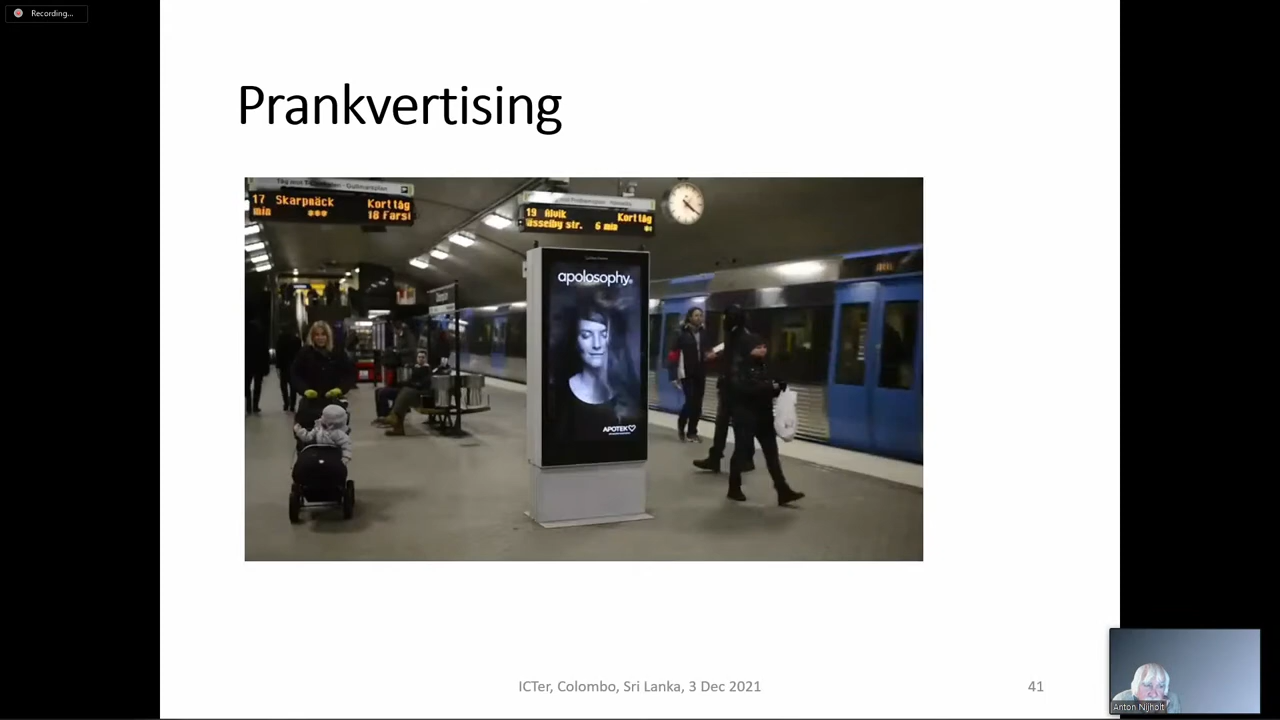 Recording...
Prankvertising
17 Skarpnäck Kort tåg
min *** 18 Farst
19 Alvik Kort tåg
Hässelby str. 6 min
apolosophy
APOTEK
ICTer, Colombo, Sri Lanka, 3 Dec 2021
41
Anton Nijholt